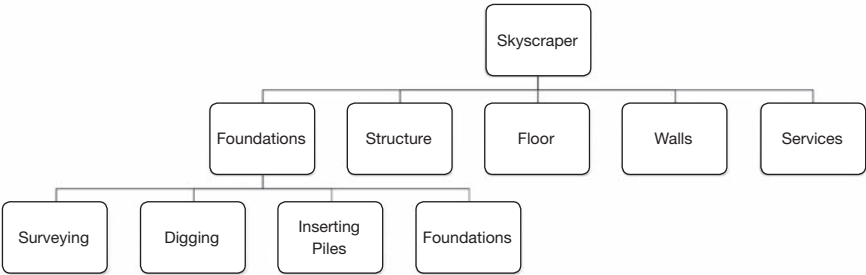 Skyscraper
Foundations
Structure
Floor
Walls
Services
Surveying
Digging
Inserting
Piles
Foundations